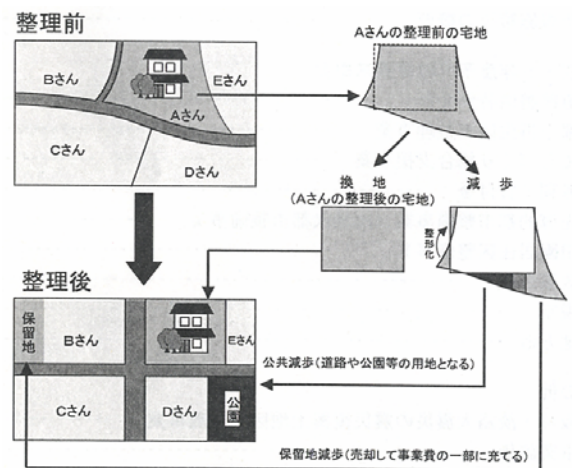 整理前
Bさん
Eさん
Aさん
Cさん
Dさん
Aさんの整理前の宅地
換地
減歩
(Aさんの整理後の宅地)
整形化
整理後
保留地
Bさん
Eさん
Cさん
Dさん
公園
公共減歩(道路や公園等の用地となる)
保留地減歩(売却して事業費の一部に充てる)